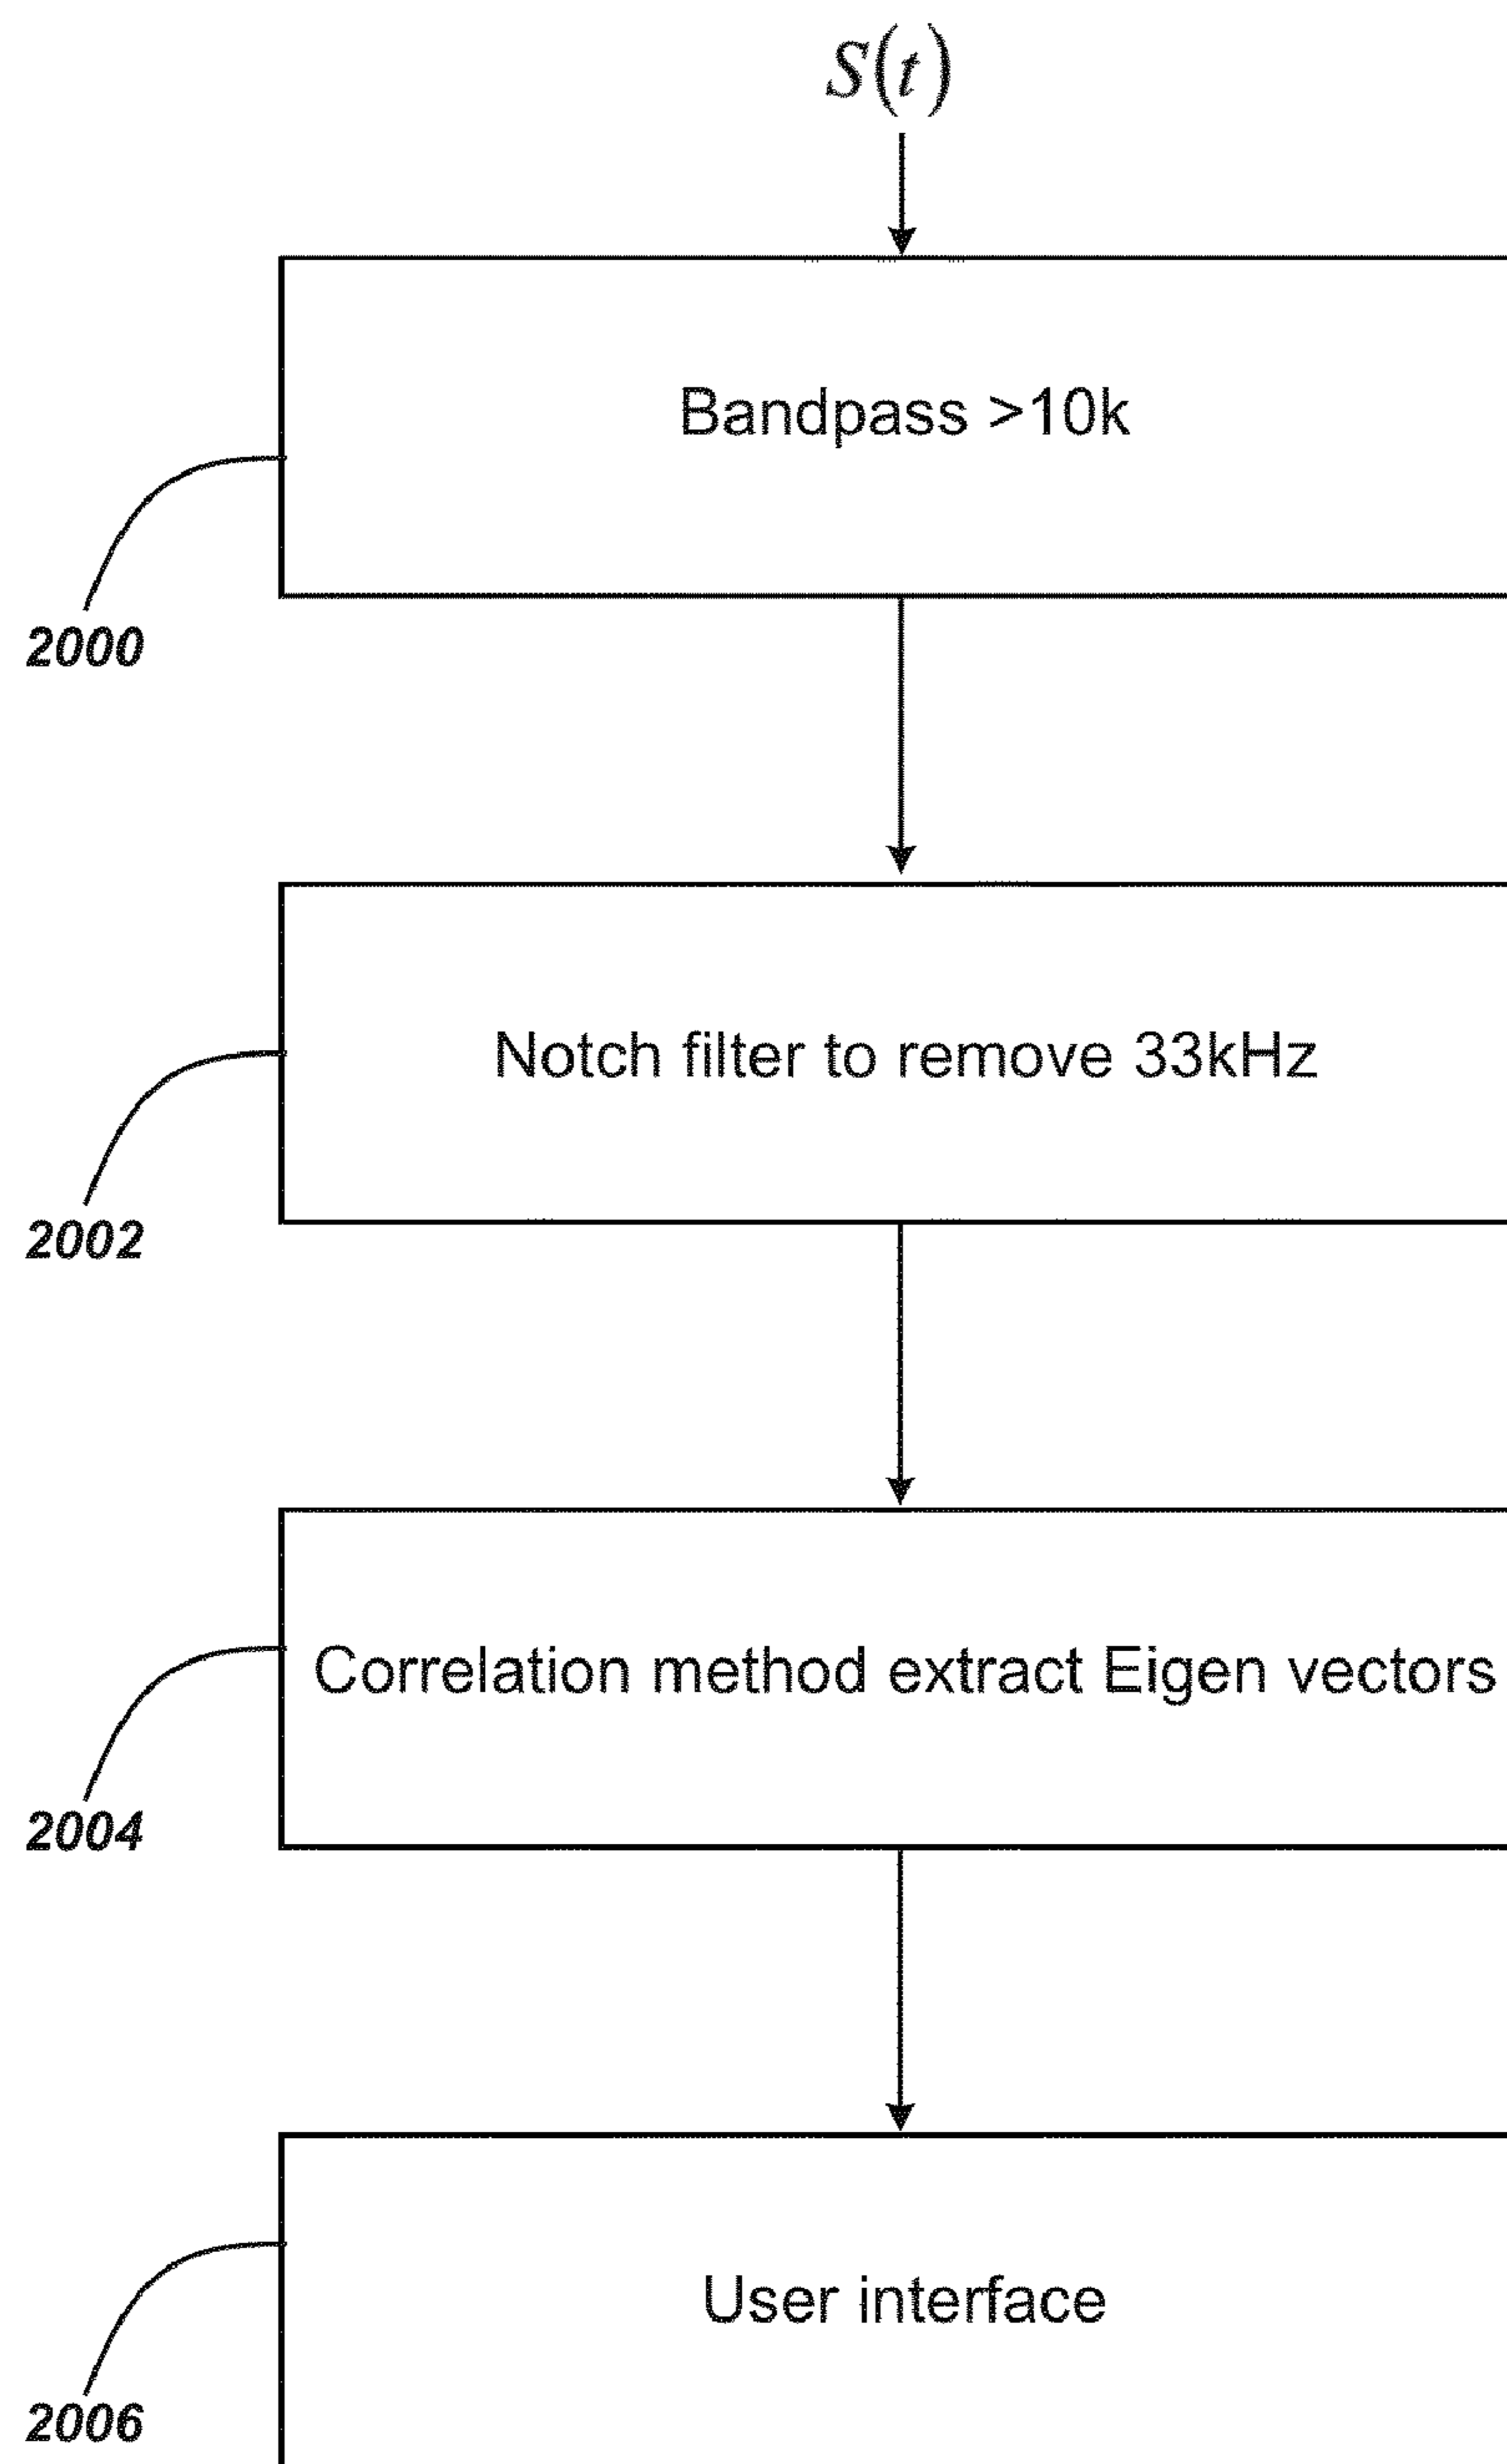 S(t)
Bandpass >10k
2000
Notch filter to remove 33kHz
2002
Correlation method extract Eigen vectors
2004
User interface
2006